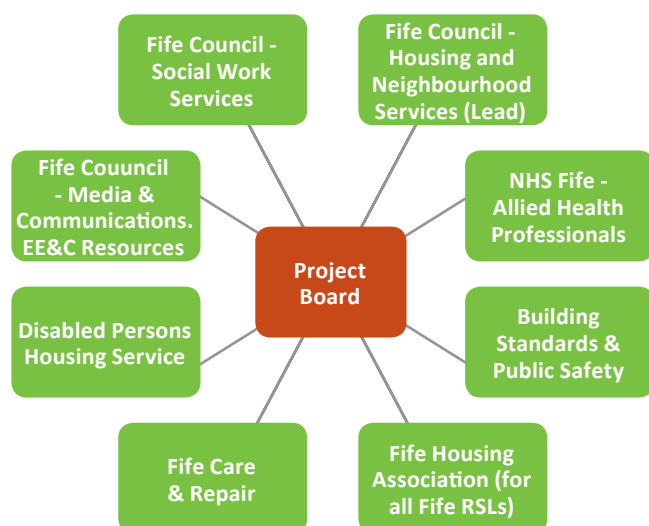 Fife Council -
Social Work
Services
Fife Council -
Housing and
Neighbourhood
Services (Lead)
Fife Couuncil
- Media &
Communications.
EE&C Resources
NHS Fife -
Allied Health
Professionals
Project
Board
Disabled Persons
Housing Service
Building
Standards &
Public Safety
Fife Care
& Repair
Fife Housing
Association (for
all Fife RSLs)